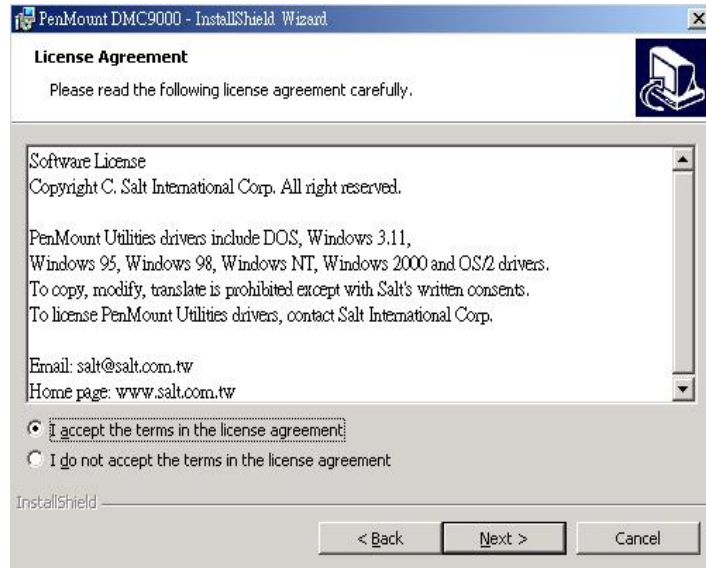 PenMount DMC9000 - InstallShield Wizard
License Agreement
Please read the following license agreement carefully.
Software License
Copyright C. Salt International Corp. All right reserved.
PenMount Utilities drivers include DOS, Windows 3.11,
Windows 95, Windows 98, Windows NT, Windows 2000 and OS/2 drivers.
To copy, modify, translate is prohibited except with Salt's written consents.
To license PenMount Utilities drivers, contact Salt International Corp.
Email: salt@salt.com.tw
Home page: www.salt.com.tw
I accept the terms in the license agreement
I do not accept the terms in the license agreement
InstallShield
< Back
Next >
Cancel